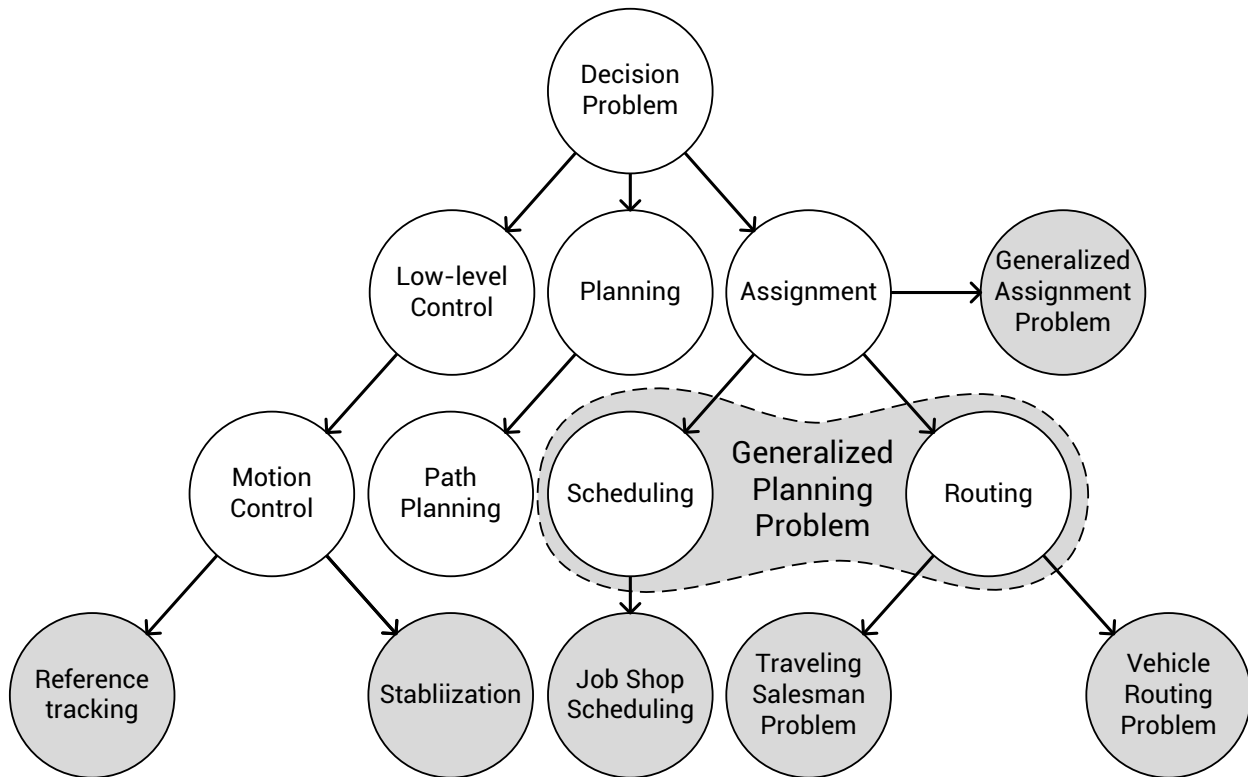 Decision
Problem
Low-level
Control
Planning
Assignment
Generalized
Assignment
Problem
Motion
Control
Path
Planning
Scheduling
Generalized
Planning
Problem
Routing
Reference
tracking
Stabliization
Job Shop
Scheduling
Traveling
Salesman
Problem
Vehicle
Routing
Problem